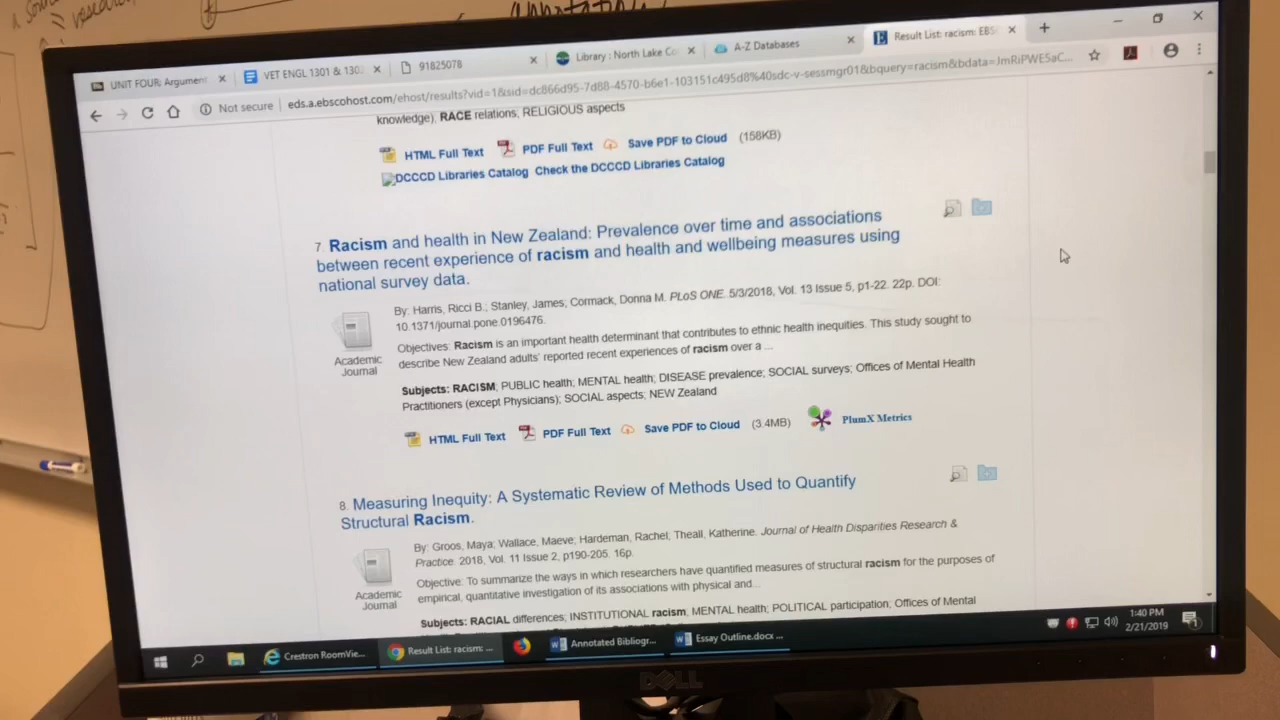 annotation
UNIT FOUR: Argument
VET ENGL 1301 & 130
91825078
Library : North Lake Co
A-Z Databases
Result List: racism: EBS
Not secure
eds.a.ebscohost.com/ehost/results?vid=1&sid=dc866d95-7d88-4570-b6e1-103151c495d8%40sdc-v-sessmgr01&bquery=racism&bdata=JmRiPWE5aC...
knowledge); RACE relations; RELIGIOUS aspects
HTML Full Text PDF Full Text Save PDF to Cloud (158KB)
DCCCD Libraries Catalog Check the DCCCD Libraries Catalog
7. Racism and health in New Zealand: Prevalence over time and associations
between recent experience of racism and health and wellbeing measures using
national survey data.
By: Harris, Ricci B.; Stanley, James; Cormack, Donna M. PLoS ONE. 5/3/2018, Vol. 13 Issue 5, p1-22. 22p. DOI:
10.1371/journal.pone.0196476.
Objectives: Racism is an important health determinant that contributes to ethnic health inequities. This study sought to
describe New Zealand adults' reported recent experiences of racism over a ...
Academic
Journal
Subjects: RACISM; PUBLIC health; MENTAL health; DISEASE prevalence; SOCIAL surveys; Offices of Mental Health
Practitioners (except Physicians); SOCIAL aspects; NEW Zealand
HTML Full Text PDF Full Text Save PDF to Cloud (3.4MB) PlumX Metrics
8. Measuring Inequity: A Systematic Review of Methods Used to Quantify
Structural Racism.
By: Groos, Maya; Wallace, Maeve; Hardeman, Rachel; Theall, Katherine. Journal of Health Disparities Research &
Practice. 2018, Vol. 11 Issue 2, p190-205. 16p.
Objective: To summarize the ways in which researchers have quantified measures of structural racism for the purposes of
empirical, quantitative investigation of its associations with physical and...
Academic
Journal
Subjects: RACIAL differences; INSTITUTIONAL racism; MENTAL health; POLITICAL participation; Offices of Mental
Crestron RoomVie...
Result List: racism: ...
Annotated Bibliogr...
Essay Outline.docx ...
1:40 PM
2/21/2019
DELL